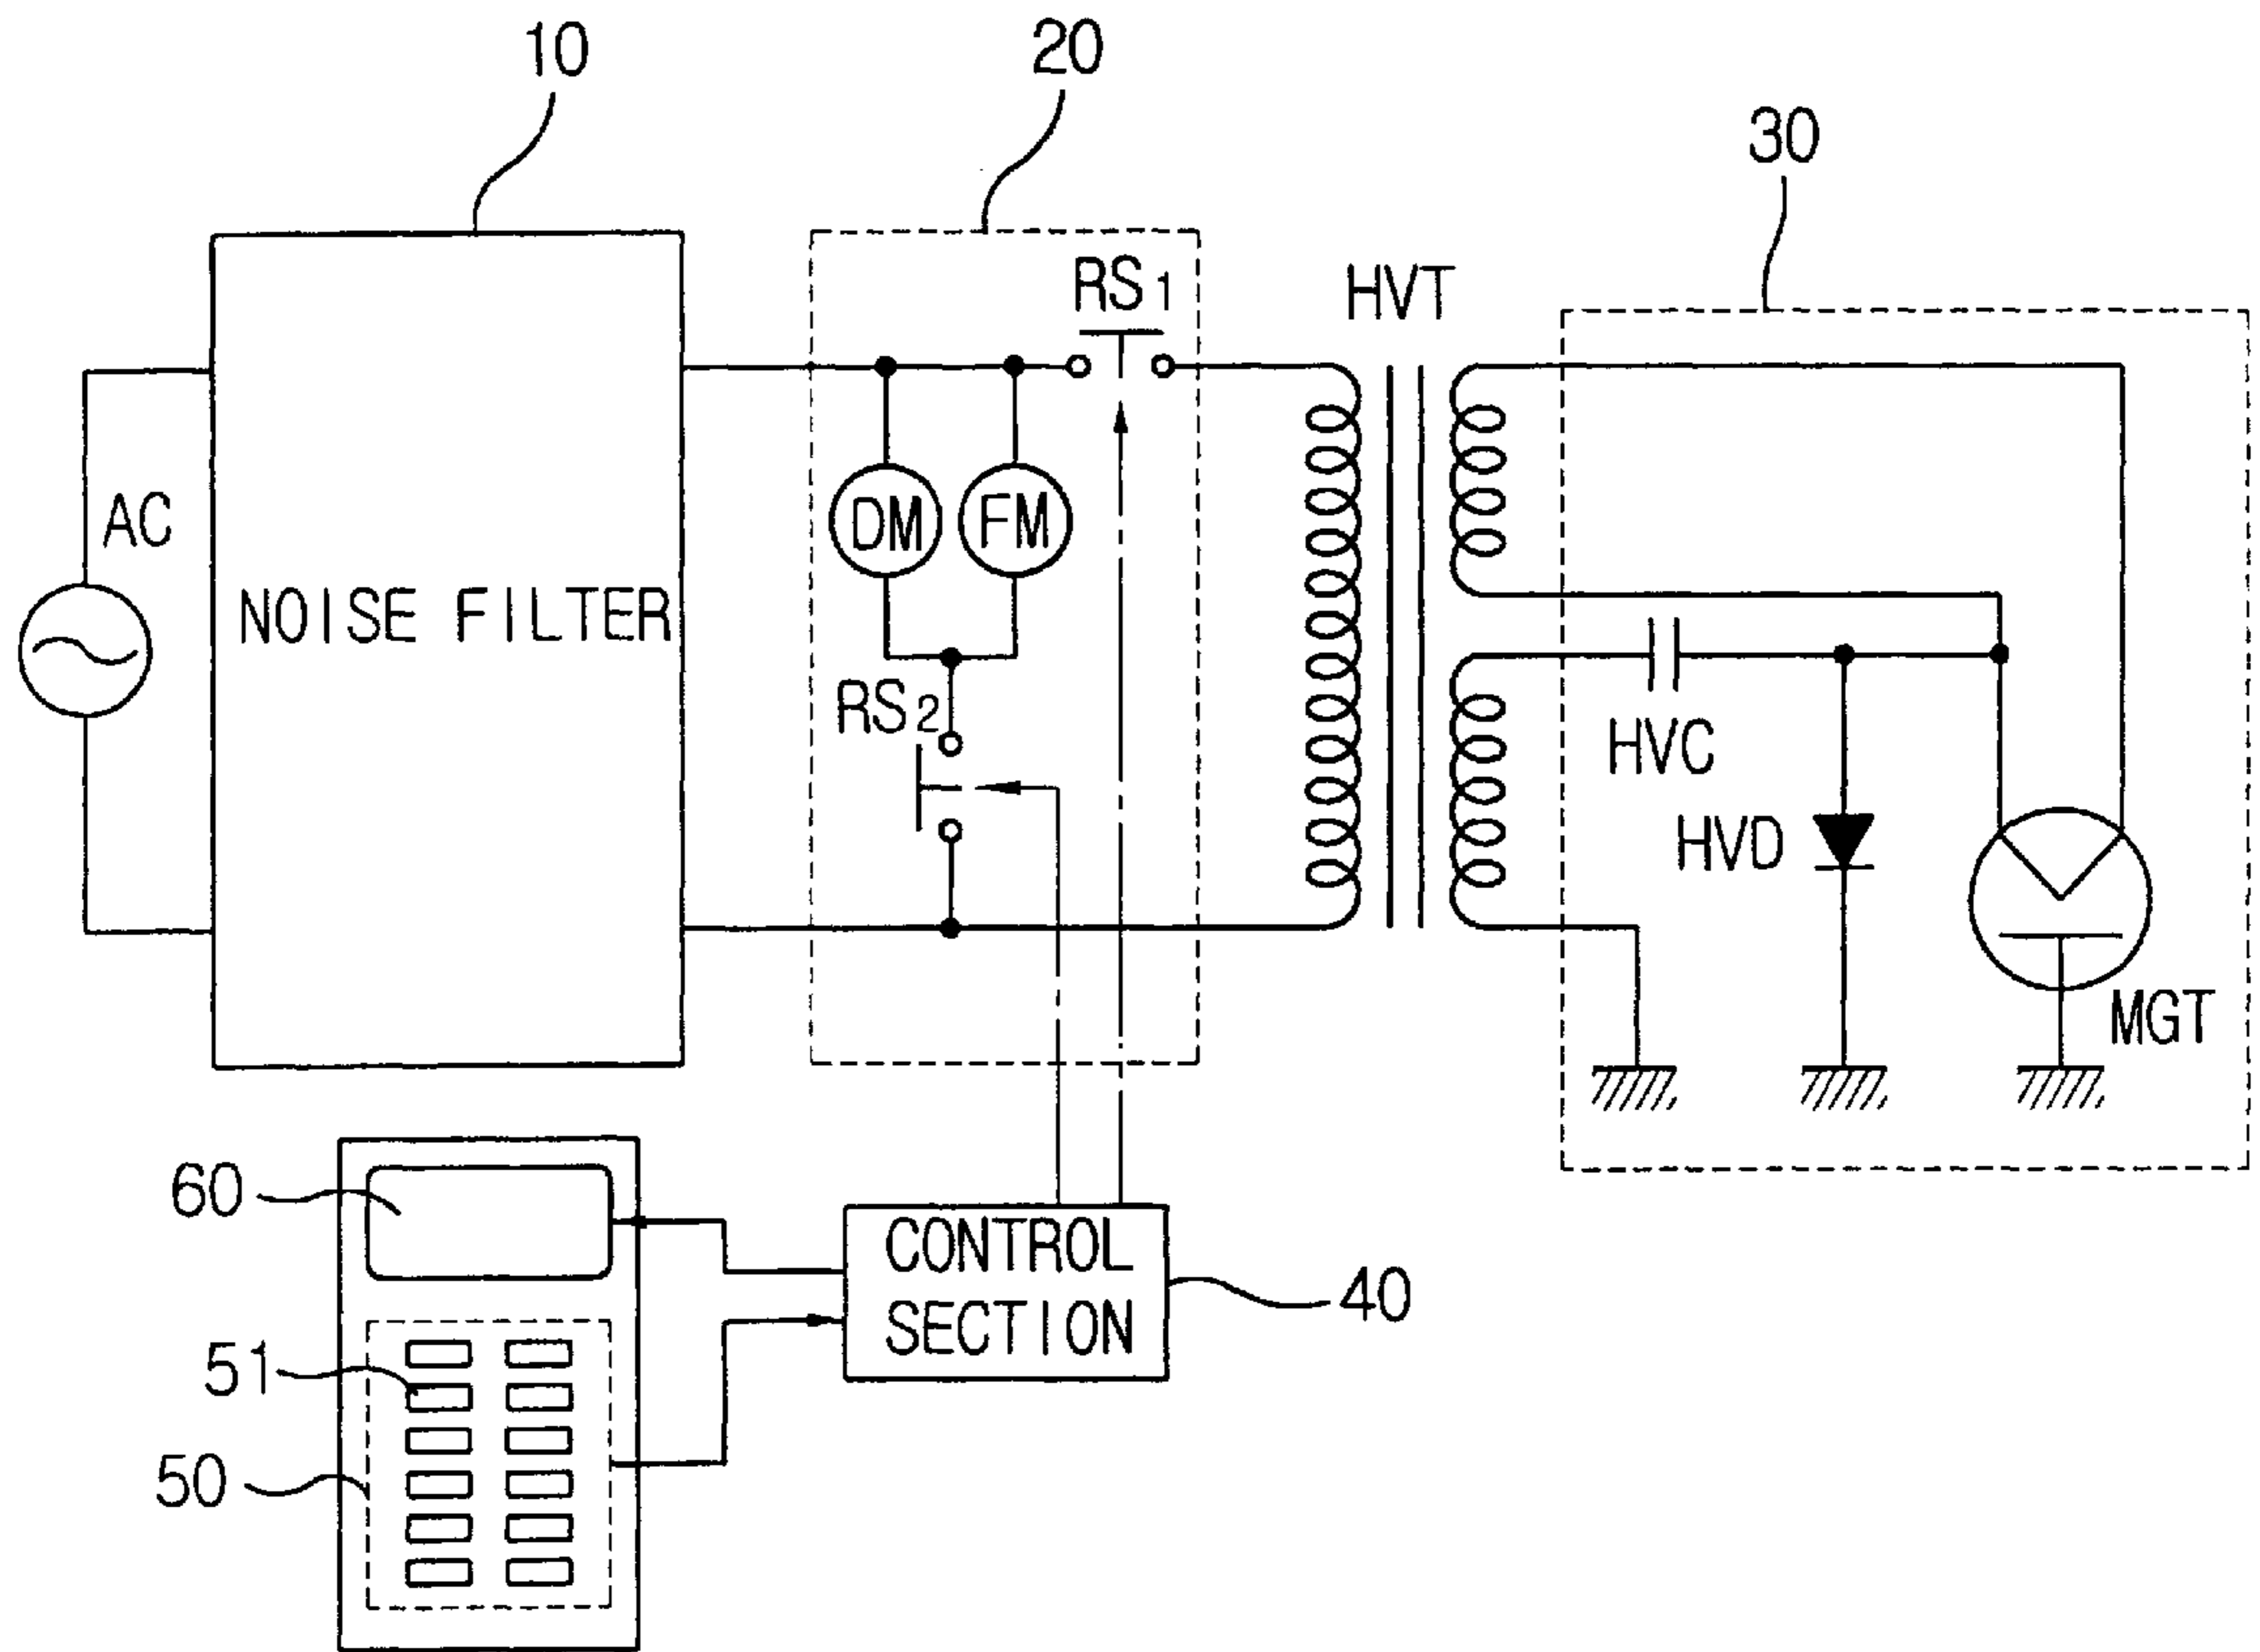 10
20
30
RS1
HVT
AC
DM
FM
NOISE FILTER
RS2
HVC
HVD
MGT
60
CONTROL
SECTION
40
51
50